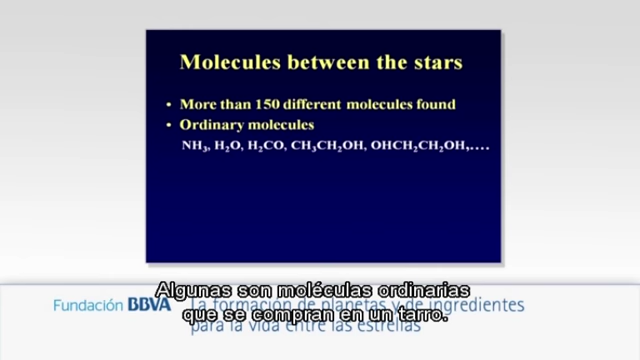 Molecules between the stars
• More than 150 different molecules found
• Ordinary molecules
NH₃, H₂O, H₂CO, CH₃CH₂OH, OHCH₂CH₂OH,....
Algunas son moléculas ordinarias
que se compran en un tarro.
Fundación BBVA
La formación de planetas y de ingredientes
para la vida entre las estrellas